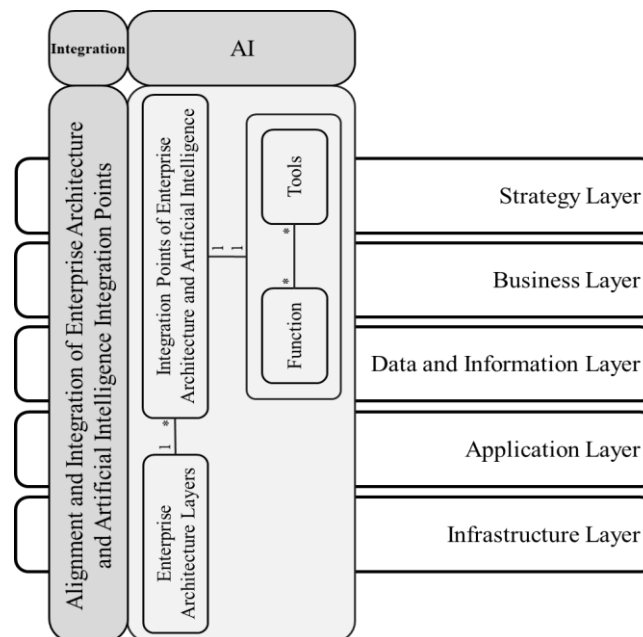 Integration
AI
Alignment and Integration of Enterprise Architecture
and Artificial Intelligence Integration Points
Integration Points of Enterprise
Architecture and Artificial Intelligence
1
1
Tools
*
*
Function
*
1
Enterprise
Architecture Layers
Strategy Layer
Business Layer
Data and Information Layer
Application Layer
Infrastructure Layer